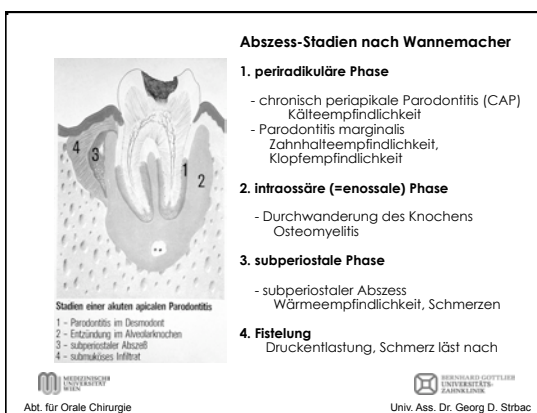 Abszess-Stadien nach Wannemacher
1. periradikuläre Phase
- chronisch periapikale Parodontitis (CAP)
Kälteempfindlichkeit
- Parodontitis marginalis
Zahnhalteempfindlichkeit,
Klopfempfindlichkeit
2. intraossäre (=enossale) Phase
- Durchwanderung des Knochens
Osteomyelitis
3. subperiostale Phase
- subperiostaler Abszess
Wärmeempfindlichkeit, Schmerzen
4. Fistelung
Druckentlastung, Schmerz läst nach
4
3
1
2
Stadien einer akuten apicalen Parodontitis
1 - Parodontitis im Desmodont
2 - Entzündung im Alveolarknochen
3 - subperiostaler Abszeß
4 - submuköses Infiltrat
MEDIZINISCHE
UNIVERSITÄT
WIEN
BERNHARD GOTTLIEB
UNIVERSITÄTS-
ZAHNKLINIK
Abt. für Orale Chirurgie
Univ. Ass. Dr. Georg D. Strbac